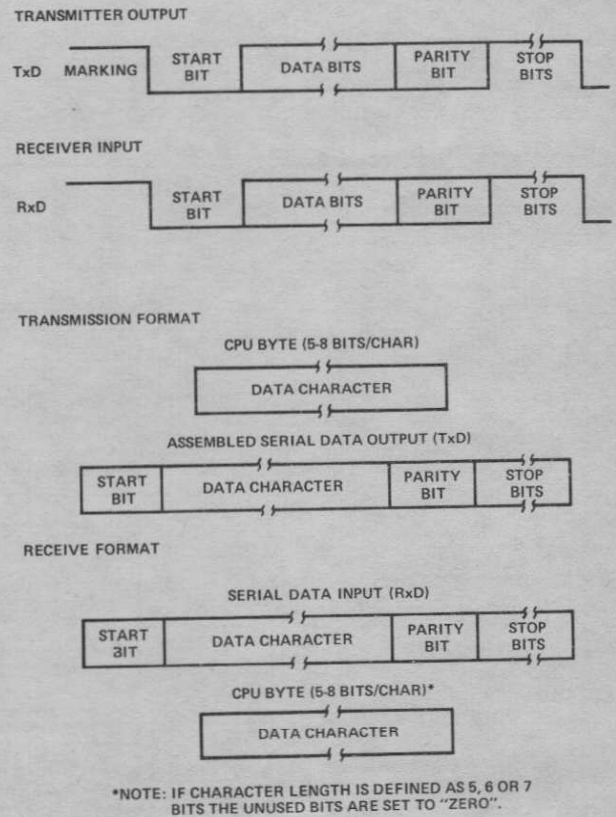 TRANSMITTER OUTPUT
TxD MARKING START BIT DATA BITS PARITY BIT STOP BITS
RECEIVER INPUT
RxD START BIT DATA BITS PARITY BIT STOP BITS
TRANSMISSION FORMAT
CPU BYTE (5-8 BITS/CHAR)
DATA CHARACTER
ASSEMBLED SERIAL DATA OUTPUT (TxD)
START BIT DATA CHARACTER PARITY BIT STOP BITS
RECEIVE FORMAT
SERIAL DATA INPUT (RxD)
START BIT DATA CHARACTER PARITY BIT STOP BITS
CPU BYTE (5-8 BITS/CHAR)*
DATA CHARACTER
*NOTE: IF CHARACTER LENGTH IS DEFINED AS 5, 6 OR 7
BITS THE UNUSED BITS ARE SET TO "ZERO".